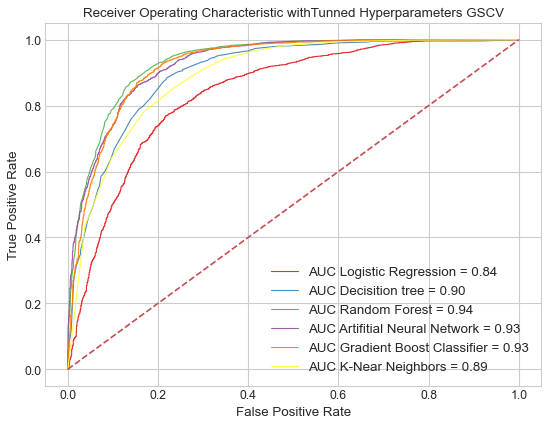 Receiver Operating Characteristic withTunned Hyperparameters GSCV
1.0
0.8
0.6
0.4
0.2
0.0
True Positive Rate
AUC Logistic Regression = 0.84
AUC Decisition tree = 0.90
AUC Random Forest = 0.94
AUC Artifitial Neural Network = 0.93
AUC Gradient Boost Classifier = 0.93
AUC K-Near Neighbors = 0.89
0.0 0.2 0.4 0.6 0.8 1.0
False Positive Rate